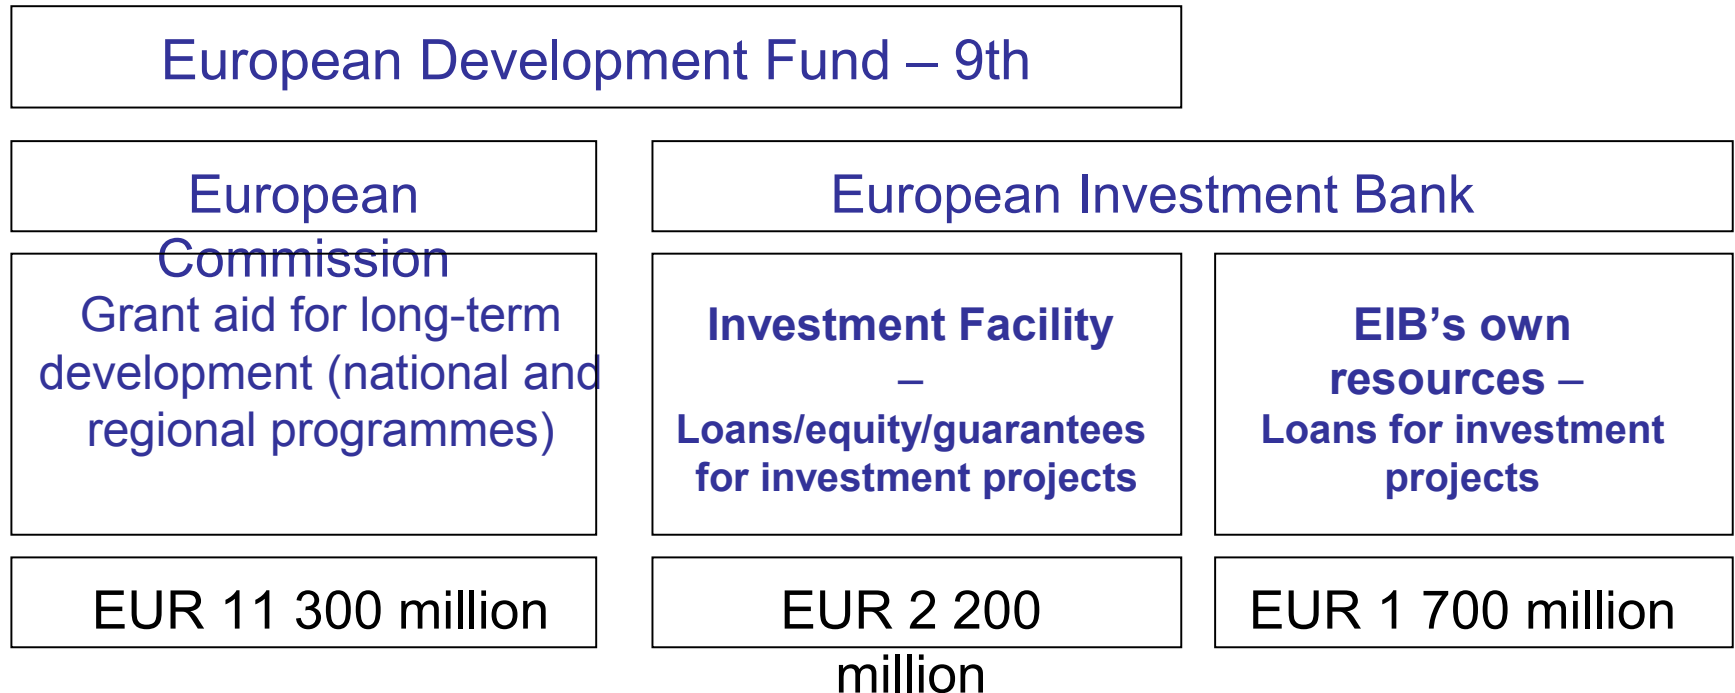 European Development Fund – 9th
European
Commission
European Investment Bank
Grant aid for long-term
development (national and
regional programmes)
Investment Facility
–
Loans/equity/guarantees
for investment projects
EIB’s own
resources –
Loans for investment
projects
EUR 11 300 million
EUR 2 200
million
EUR 1 700 million